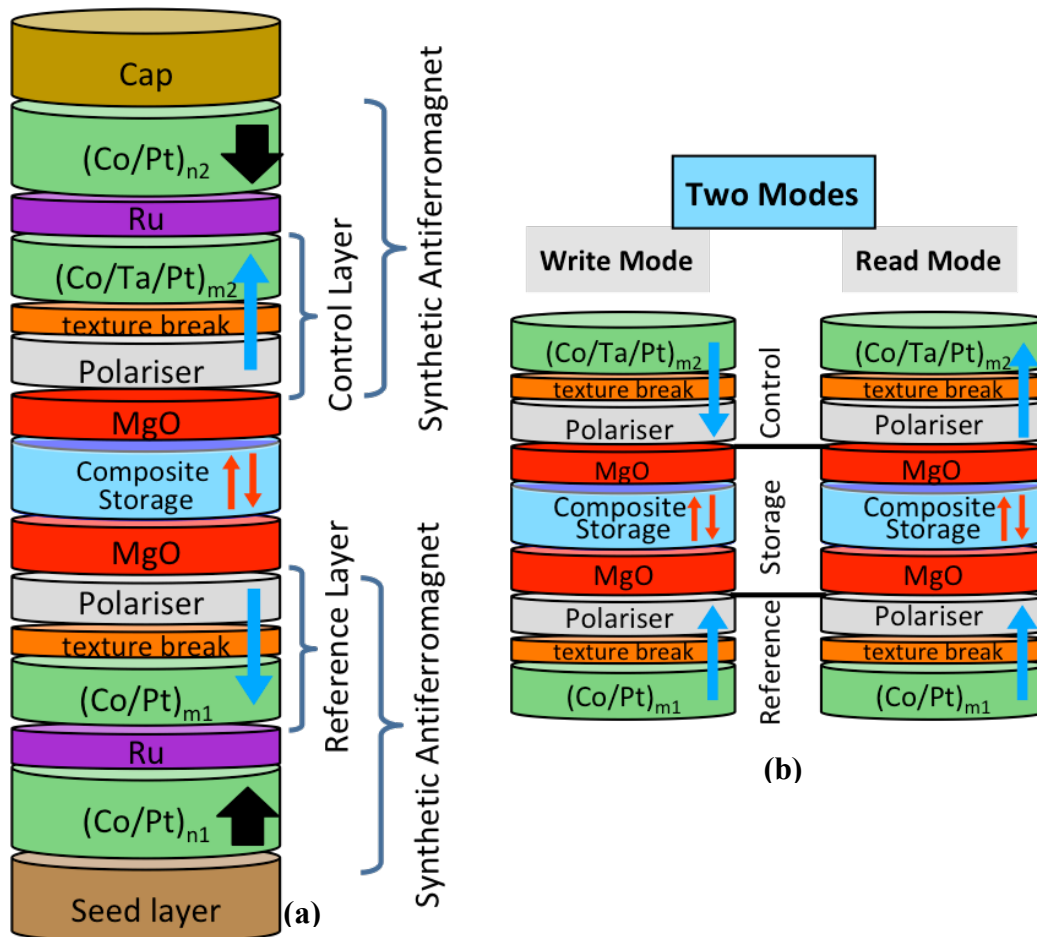 Cap
(Co/Pt)n2
Ru
(Co/Ta/Pt)m2
texture break
Polariser
MgO
Composite
Storage
MgO
Polariser
texture break
(Co/Pt)m1
Ru
(Co/Pt)n1
Seed layer
Control Layer
Synthetic Antiferromagnet
Reference Layer
Synthetic Antiferromagnet
(a)
Two Modes
Write Mode
(Co/Ta/Pt)m2
texture break
Polariser
MgO
Composite
Storage
MgO
Polariser
texture break
(Co/Pt)m1
Control
Storage
Reference
Read Mode
(Co/Ta/Pt)m2
texture break
Polariser
MgO
Composite
Storage
MgO
Polariser
texture break
(Co/Pt)m1
(b)